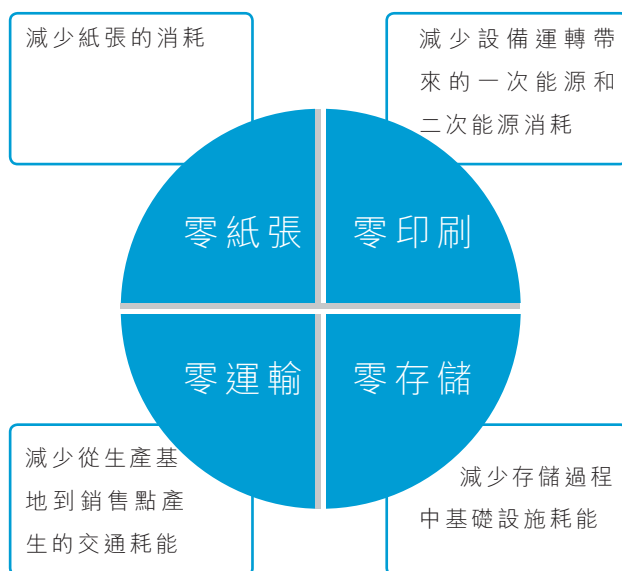 減少紙張的消耗
減少設備運轉帶
來的一次能源和
二次能源消耗
零紙張
零印刷
零運輸
零存儲
減少從生產基
地到銷售點產
生的交通耗能
減少存儲過程
中基礎設施耗能